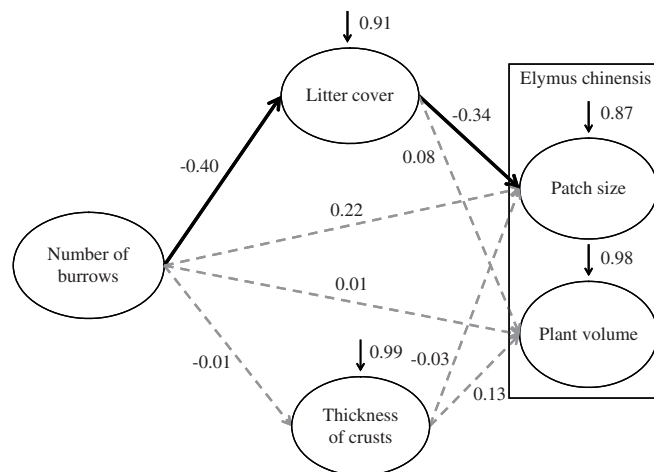 0.91
Elymus chinensis
Litter cover
-0.34
0.87
0.08
-0.40
Patch size
0.22
Number of
burrows
0.98
0.01
Plant volume
-0.01
0.99
-0.03
0.13
Thickness
of crusts